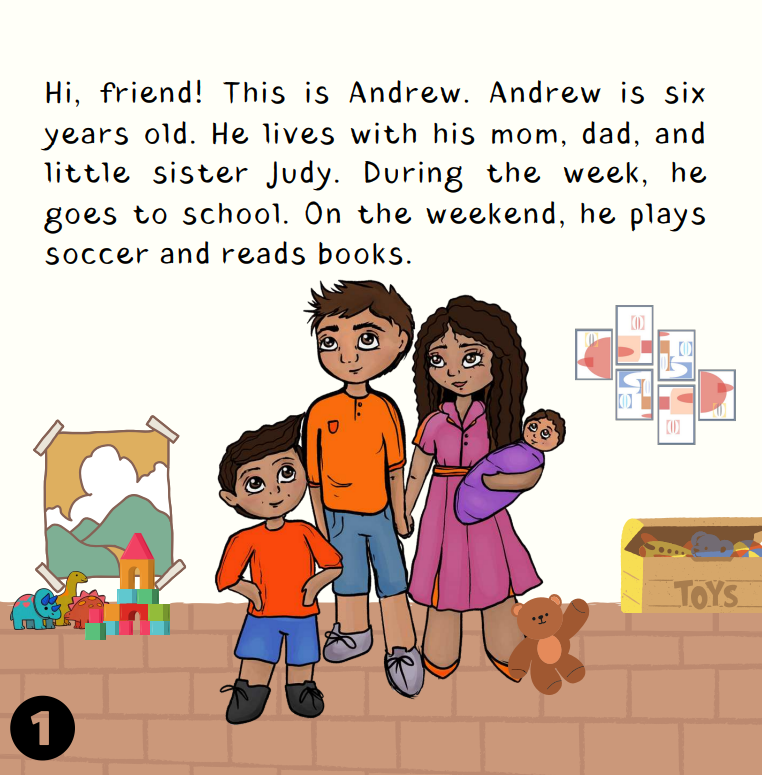 Hi, friend! This is Andrew. Andrew is six
years old. He lives with his mom, dad, and
little sister Judy. During the week, he
goes to school. On the weekend, he plays
soccer and reads books.
TOYS
1